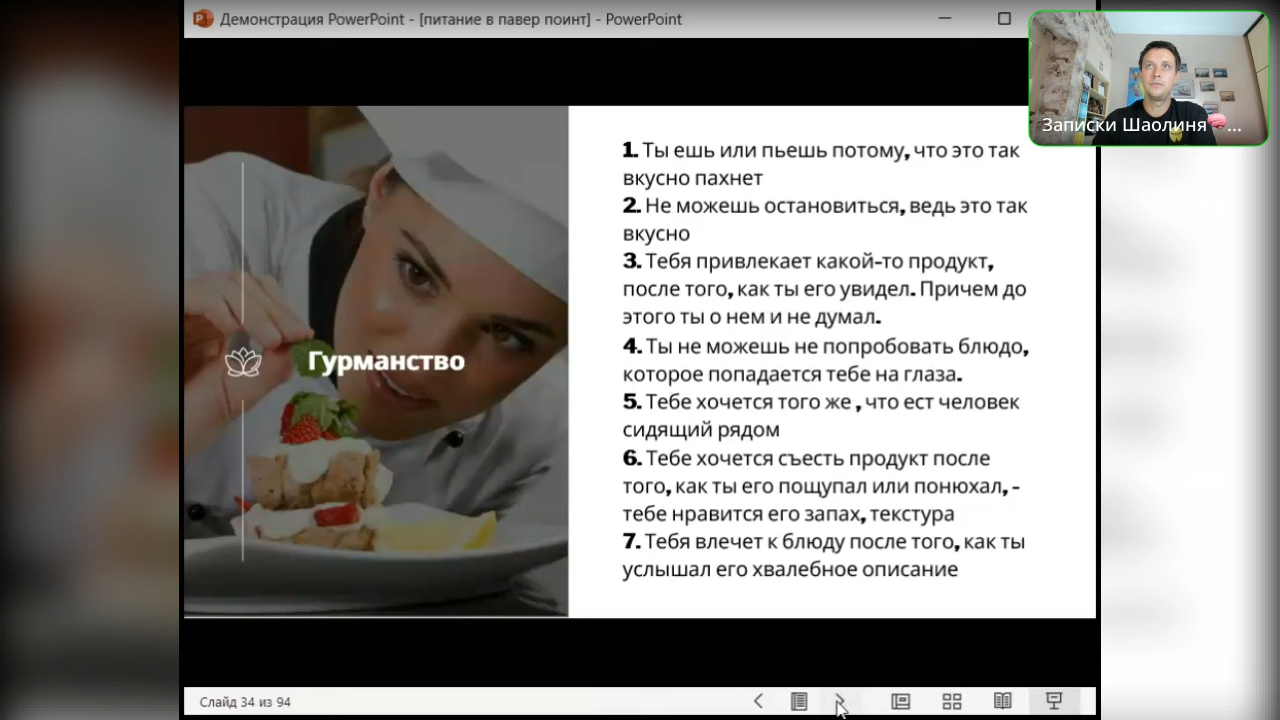 Демонстрация PowerPoint - [питание в павер поинт] - PowerPoint
Записки Шаолиня🧠...
1. Ты ешь или пьешь потому, что это так
вкусно пахнет
2. Не можешь остановиться, ведь это так
вкусно
3. Тебя привлекает какой-то продукт,
после того, как ты его увидел. Причем до
этого ты о нем и не думал.
4. Ты не можешь не попробовать блюдо,
которое попадается тебе на глаза.
5. Тебе хочется того же , что ест человек
сидящий рядом
6. Тебе хочется съесть продукт после
того, как ты его пощупал или понюхал, -
тебе нравится его запах, текстура
7. Тебя влечет к блюду после того, как ты
услышал его хвалебное описание
Гурманство
Слайд 34 из 94